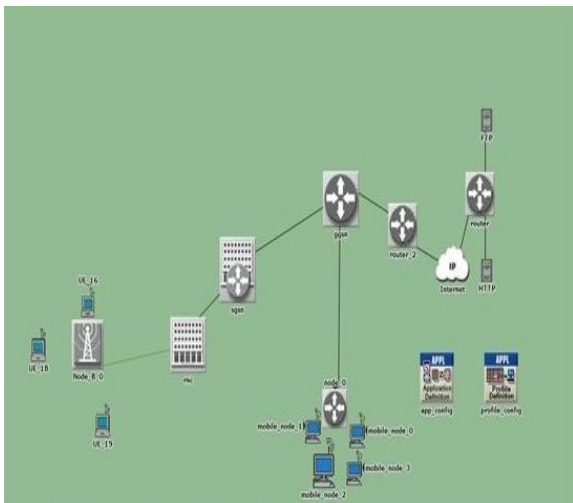 FTP
ggsn
router
router_2
IP
Internet
HTTP
sgsn
UE_16
UE_18
Node_B_0
rnc
UE_19
node_0
APPL
Application
Definition
app_config
APPL
Profile
Definition
profile_config
mobile_node_1
mobile_node_0
mobile_node_3
mobile_node_2